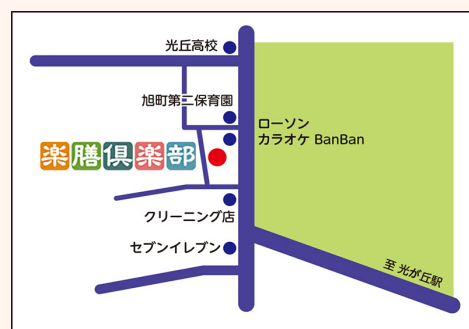 光丘高校
旭町第二保育園
ローソン
カラオケ BanBan
楽膳倶楽部
クリーニング店
セブンイレブン
至 光が丘駅